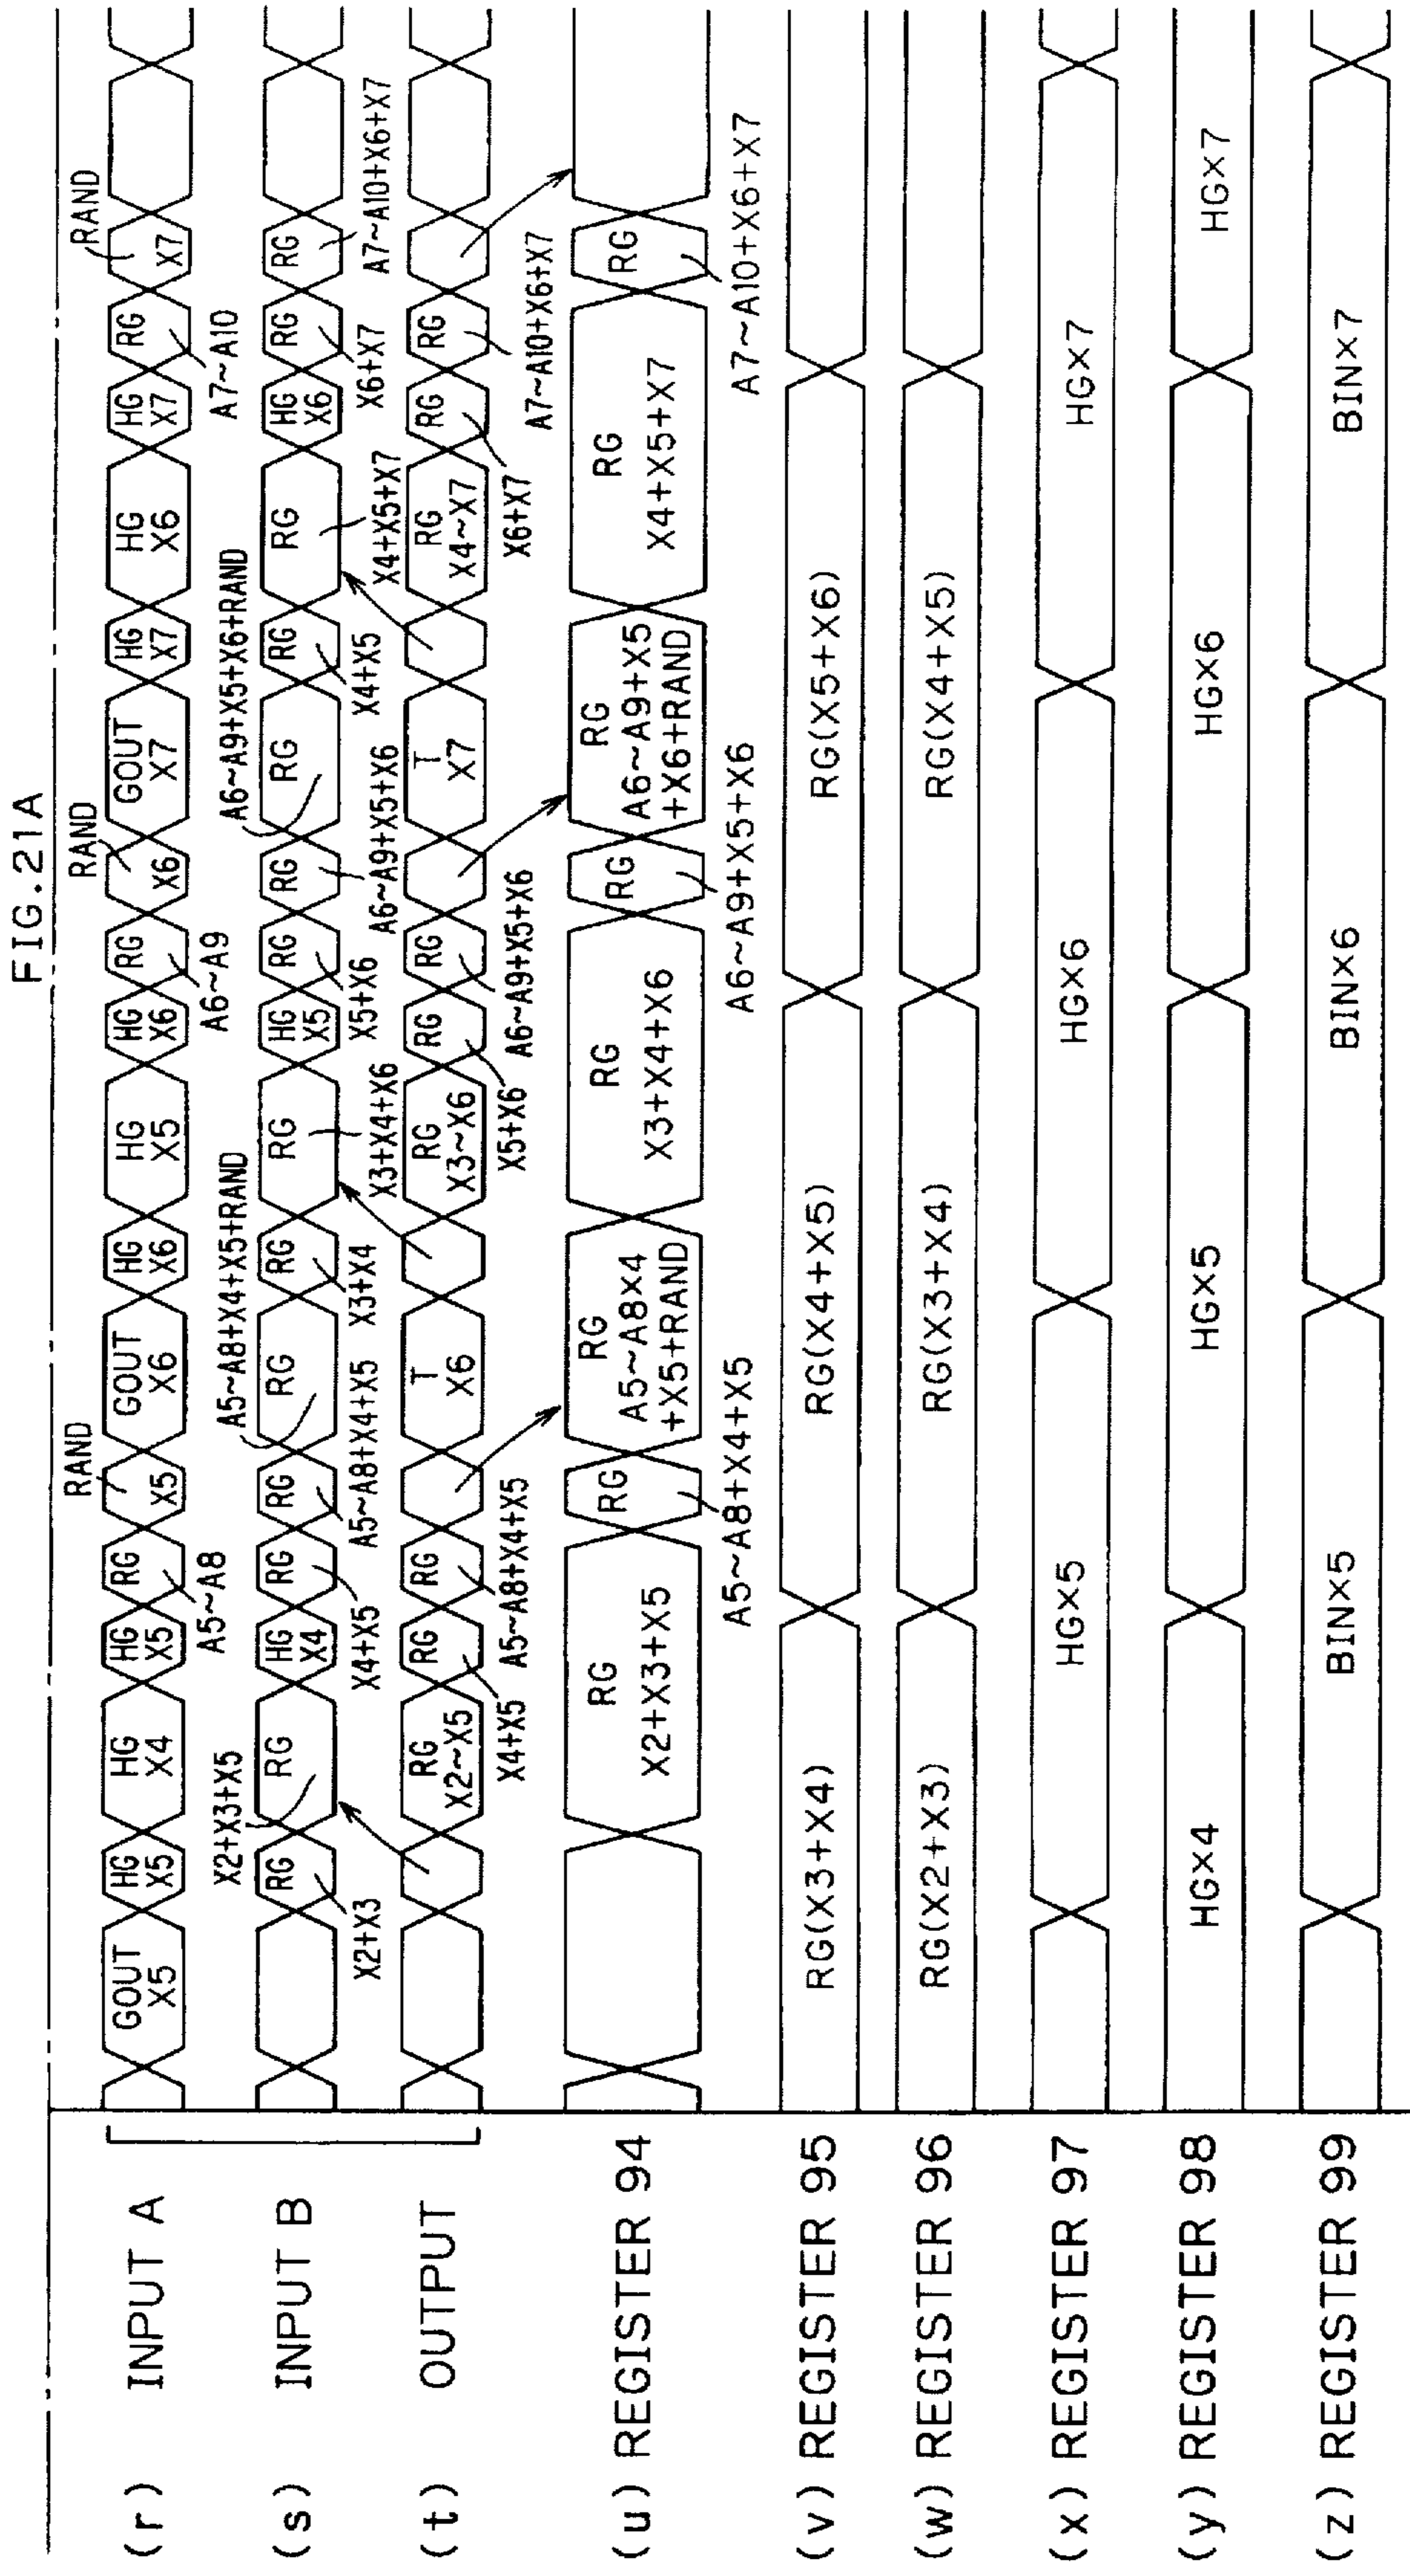 FIG.21A
(r) INPUT A
GOUT
X5
HG
X5
HG
X4
HG
X5
RG
A5~A8
RAND
X5
GOUT
X6
HG
X6
HG
X5
HG
X6
RG
A6~A9
RAND
X6
GOUT
X7
HG
X7
HG
X6
HG
X7
RG
A7~A10
RAND
X7
(s) INPUT B
RG
X2+X3
RG
X2+X3+X5
HG
X4
RG
X4+X5
RG
A5~A8+X4+X5
RG
A5~A8+X4+X5+RAND
RG
X3+X4
RG
X3+X4+X6
HG
X5
RG
X5+X6
RG
A6~A9+X5+X6
RG
A6~A9+X5+X6+RAND
RG
X4+X5
RG
X4+X5+X7
HG
X6
RG
X6+X7
RG
A7~A10+X6+X7
(t) OUTPUT
RG
X2~X5
RG
X4+X5
RG
A5~A8+X4+X5
T
X6
RG
X3~X6
RG
X5+X6
RG
A6~A9+X5+X6
T
X7
RG
X4~X7
RG
X6+X7
RG
A7~A10+X6+X7
(u) REGISTER 94
RG
X2+X3+X5
RG
A5~A8+X4+X5
RG
A5~A8×4
+X5+RAND
RG
X3+X4+X6
RG
A6~A9+X5+X6
RG
A6~A9+X5
+X6+RAND
RG
X4+X5+X7
RG
A7~A10+X6+X7
(v) REGISTER 95
RG(X3+X4)
RG(X4+X5)
RG(X5+X6)
(w) REGISTER 96
RG(X2+X3)
RG(X3+X4)
RG(X4+X5)
(x) REGISTER 97
HG×5
HG×6
HG×7
(y) REGISTER 98
HG×4
HG×5
HG×6
HG×7
(z) REGISTER 99
BIN×5
BIN×6
BIN×7